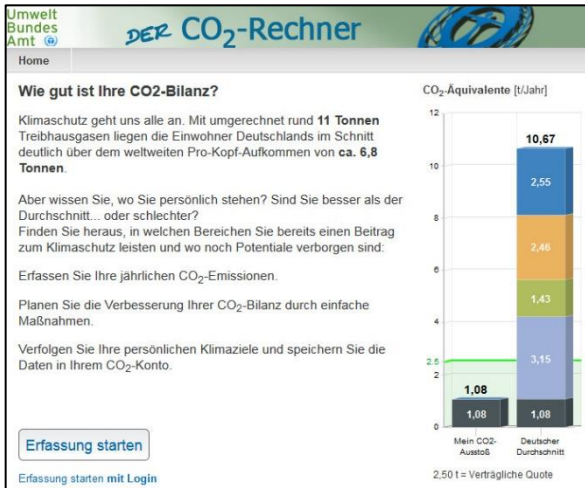 Umwelt
Bundes
Amt
DER CO₂-Rechner
Home
Wie gut ist Ihre CO2-Bilanz?
Klimaschutz geht uns alle an. Mit umgerechnet rund 11 Tonnen
Treibhausgasen liegen die Einwohner Deutschlands im Schnitt
deutlich über dem weltweiten Pro-Kopf-Aufkommen von ca. 6,8
Tonnen.
Aber wissen Sie, wo Sie persönlich stehen? Sind Sie besser als der
Durchschnitt... oder schlechter?
Finden Sie heraus, in welchen Bereichen Sie bereits einen Beitrag
zum Klimaschutz leisten und wo noch Potentiale verborgen sind:
Erfassen Sie Ihre jährlichen CO₂-Emissionen.
Planen Sie die Verbesserung Ihrer CO₂-Bilanz durch einfache
Maßnahmen.
Verfolgen Sie Ihre persönlichen Klimaziele und speichern Sie die
Daten in Ihrem CO₂-Konto.
Erfassung starten
Erfassung starten mit Login
CO₂-Äquivalente [t/Jahr]
12
10
8
6
4
2.5
2
0
10,67
2,55
2,46
1,43
3,15
1,08
1,08
1,08
Mein CO2-
Ausstoß
Deutscher
Durchschnitt
2,50 t = Verträgliche Quote